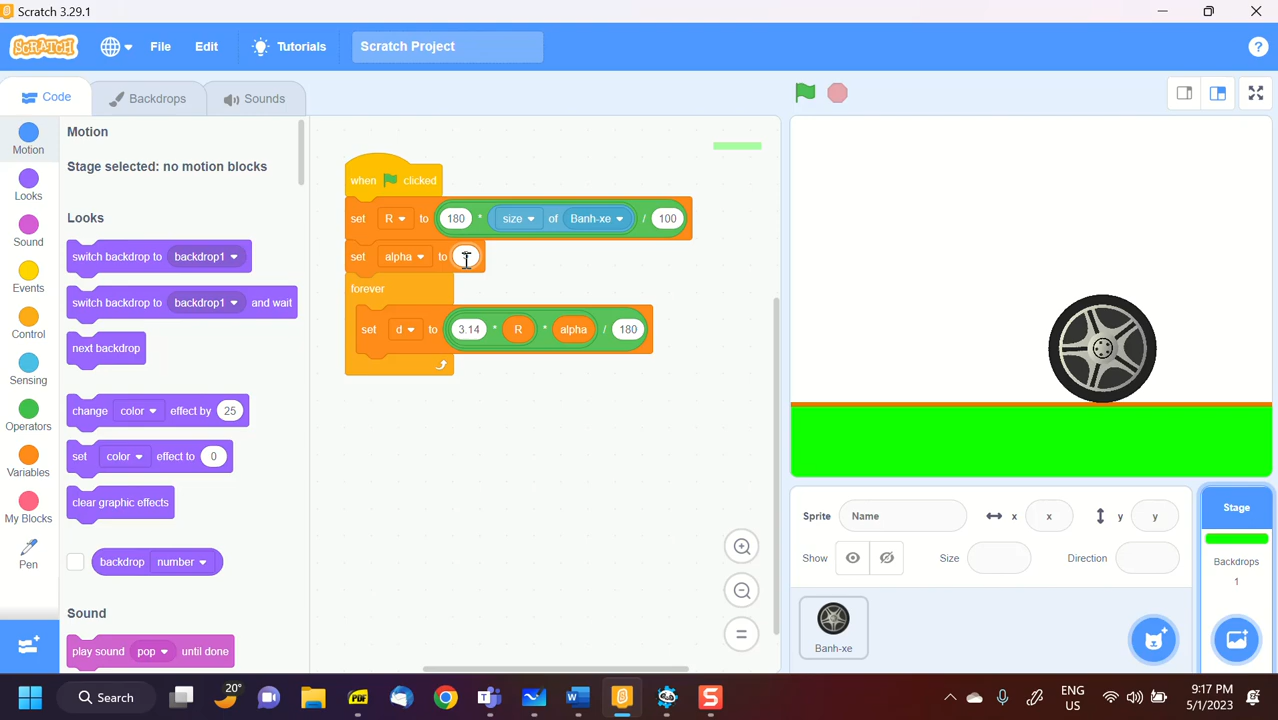 Scratch 3.29.1
SCRATCH File Edit Tutorials Scratch Project ?
Code Backdrops Sounds
Motion
Looks
Sound
Events
Control
Sensing
Operators
Variables
My Blocks
Pen
Motion
Stage selected: no motion blocks
Looks
switch backdrop to backdrop1
switch backdrop to backdrop1 and wait
next backdrop
change color effect by 25
set color effect to 0
clear graphic effects
backdrop number
Sound
play sound pop until done
when clicked
set R to 180 * size of Banh-xe / 100
set alpha to
forever
set d to 3.14 * R * alpha / 180
Sprite Name x x y y
Show Size Direction
Banh-xe
Stage
Backdrops
1
Search 20° PDF ENG
US
9:17 PM
5/1/2023